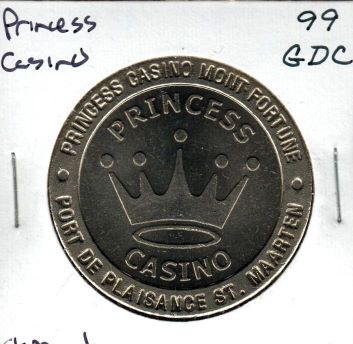 Princess
Casino
99
GDC
PRINCESS CASINO MONT-FORTUNE
PRINCESS
CASINO
• PORT DE PLAISANCE ST. MAARTEN •